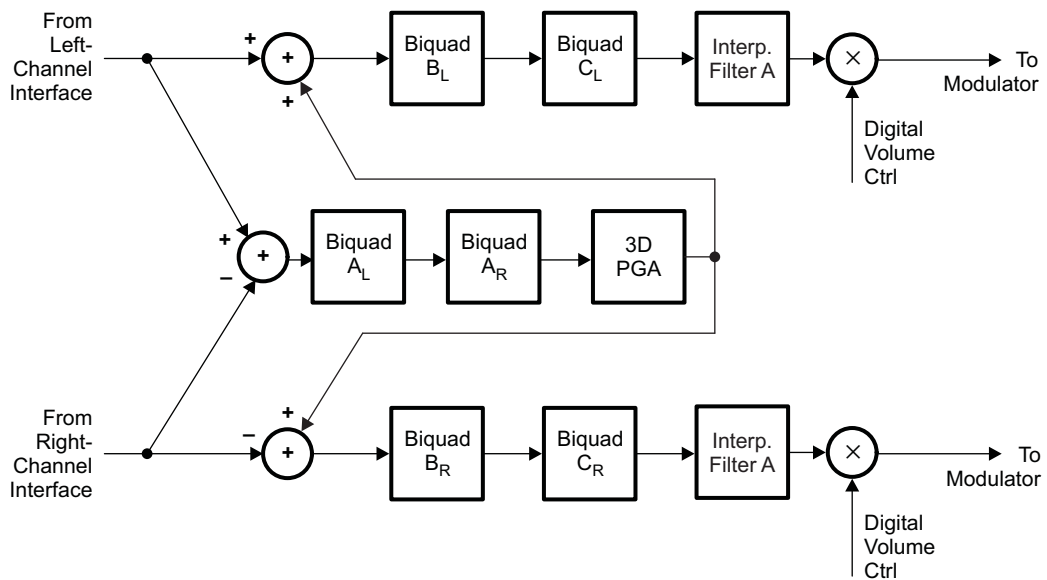 From
Left-
Channel
Interface
+
+
+
Biquad
B_L
Biquad
C_L
Interp.
Filter A
×
To
Modulator
Digital
Volume
Ctrl
+
–
+
Biquad
A_L
Biquad
A_R
3D
PGA
From
Right-
Channel
Interface
+
–
+
Biquad
B_R
Biquad
C_R
Interp.
Filter A
×
To
Modulator
Digital
Volume
Ctrl